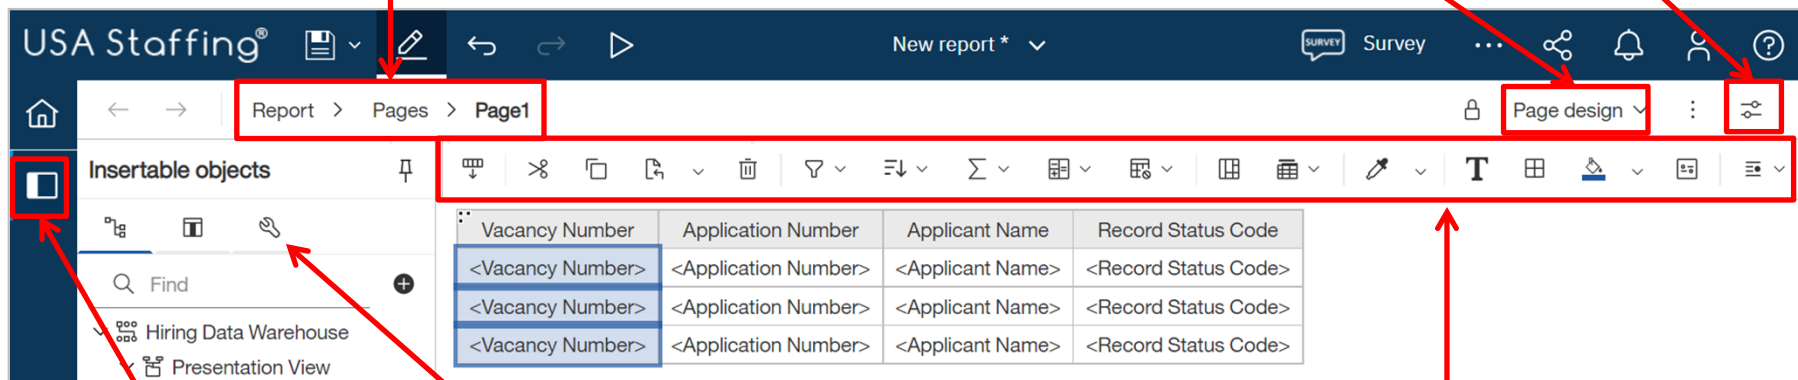 USA Staffing®
New report *
SURVEY
Survey
Report > Pages > Page1
Page design
Insertable objects
T
Vacancy Number Application Number Applicant Name Record Status Code
<Vacancy Number> <Application Number> <Applicant Name> <Record Status Code>
<Vacancy Number> <Application Number> <Applicant Name> <Record Status Code>
<Vacancy Number> <Application Number> <Applicant Name> <Record Status Code>
Find
Hiring Data Warehouse
Presentation View